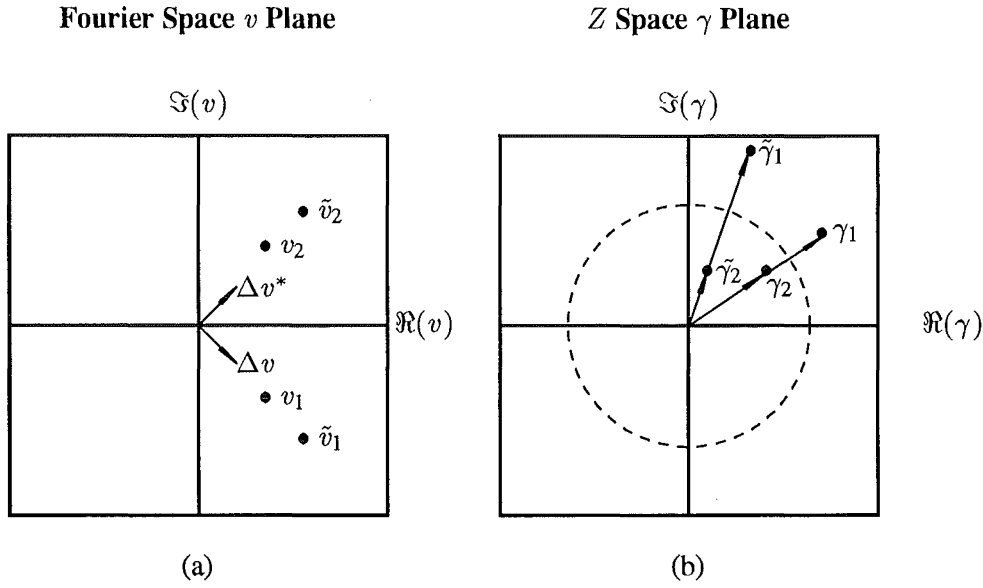 Fourier Space v Plane
Z Space γ Plane
ℑ(v)
ℑ(γ)
γ̃₁
ṽ₂
v₂
γ₁
γ̃₂
γ₂
Δv*
ℜ(v)
ℜ(γ)
Δv
v₁
ṽ₁
(a)
(b)